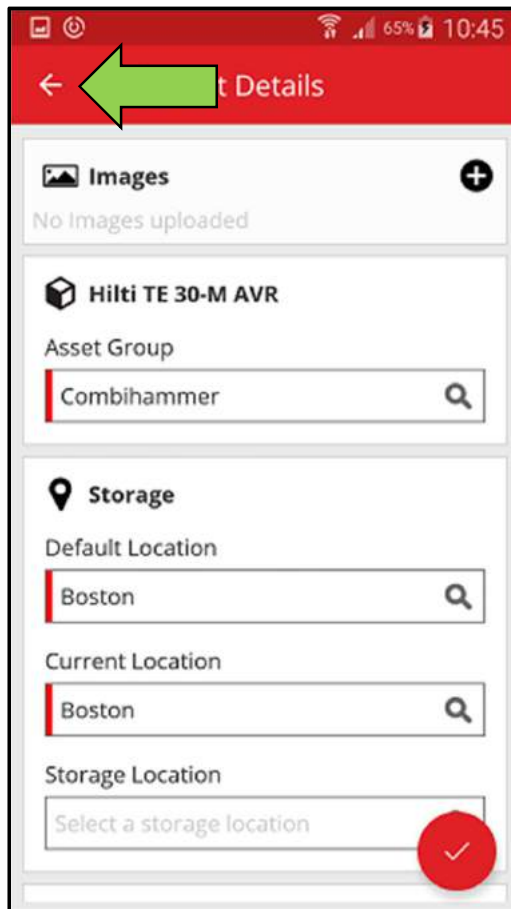 65% 10:45
t Details
Images
No Images uploaded
Hilti TE 30-M AVR
Asset Group
Combihammer
Storage
Default Location
Boston
Current Location
Boston
Storage Location
Select a storage location